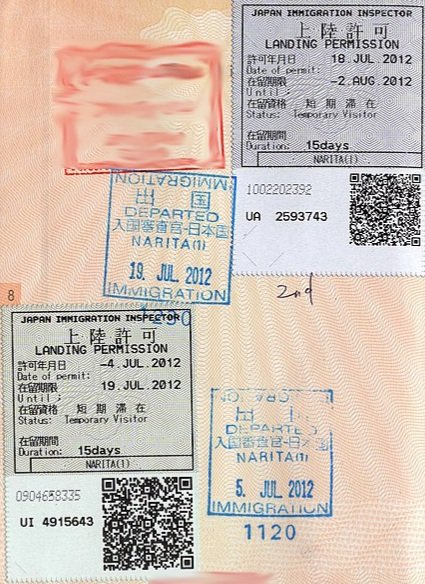 JAPAN IMMIGRATION INSPECTOR
上陸許可
LANDING PERMISSION
許可年月日 18.JUL.2012
Date of permit:
在留期限 -2.AUG.2012
Until:
在留資格 短期滞在
Status: Temporary Visitor
在留期間
Duration: 15days
NARITA(1)
1002202392
UA 2593743
IMMIGRATION
出国
DEPARTED
入国審査官-日本国
NARITA(1)
19. JUL. 2012
IMMIGRATION
2nd
8
JAPAN IMMIGRATION INSPECTOR
上陸許可
LANDING PERMISSION
許可年月日 -4.JUL.2012
Date of permit:
在留期限 19.JUL.2012
Until:
在留資格 短期滞在
Status: Temporary Visitor
在留期間
Duration: 15days
NARITA(1)
0904658335
UI 4915643
IMMIGRATION
DEPARTED
入国審査官-日本国
NARITA(1)
5. JUL. 2012
IMMIGRATION
1120